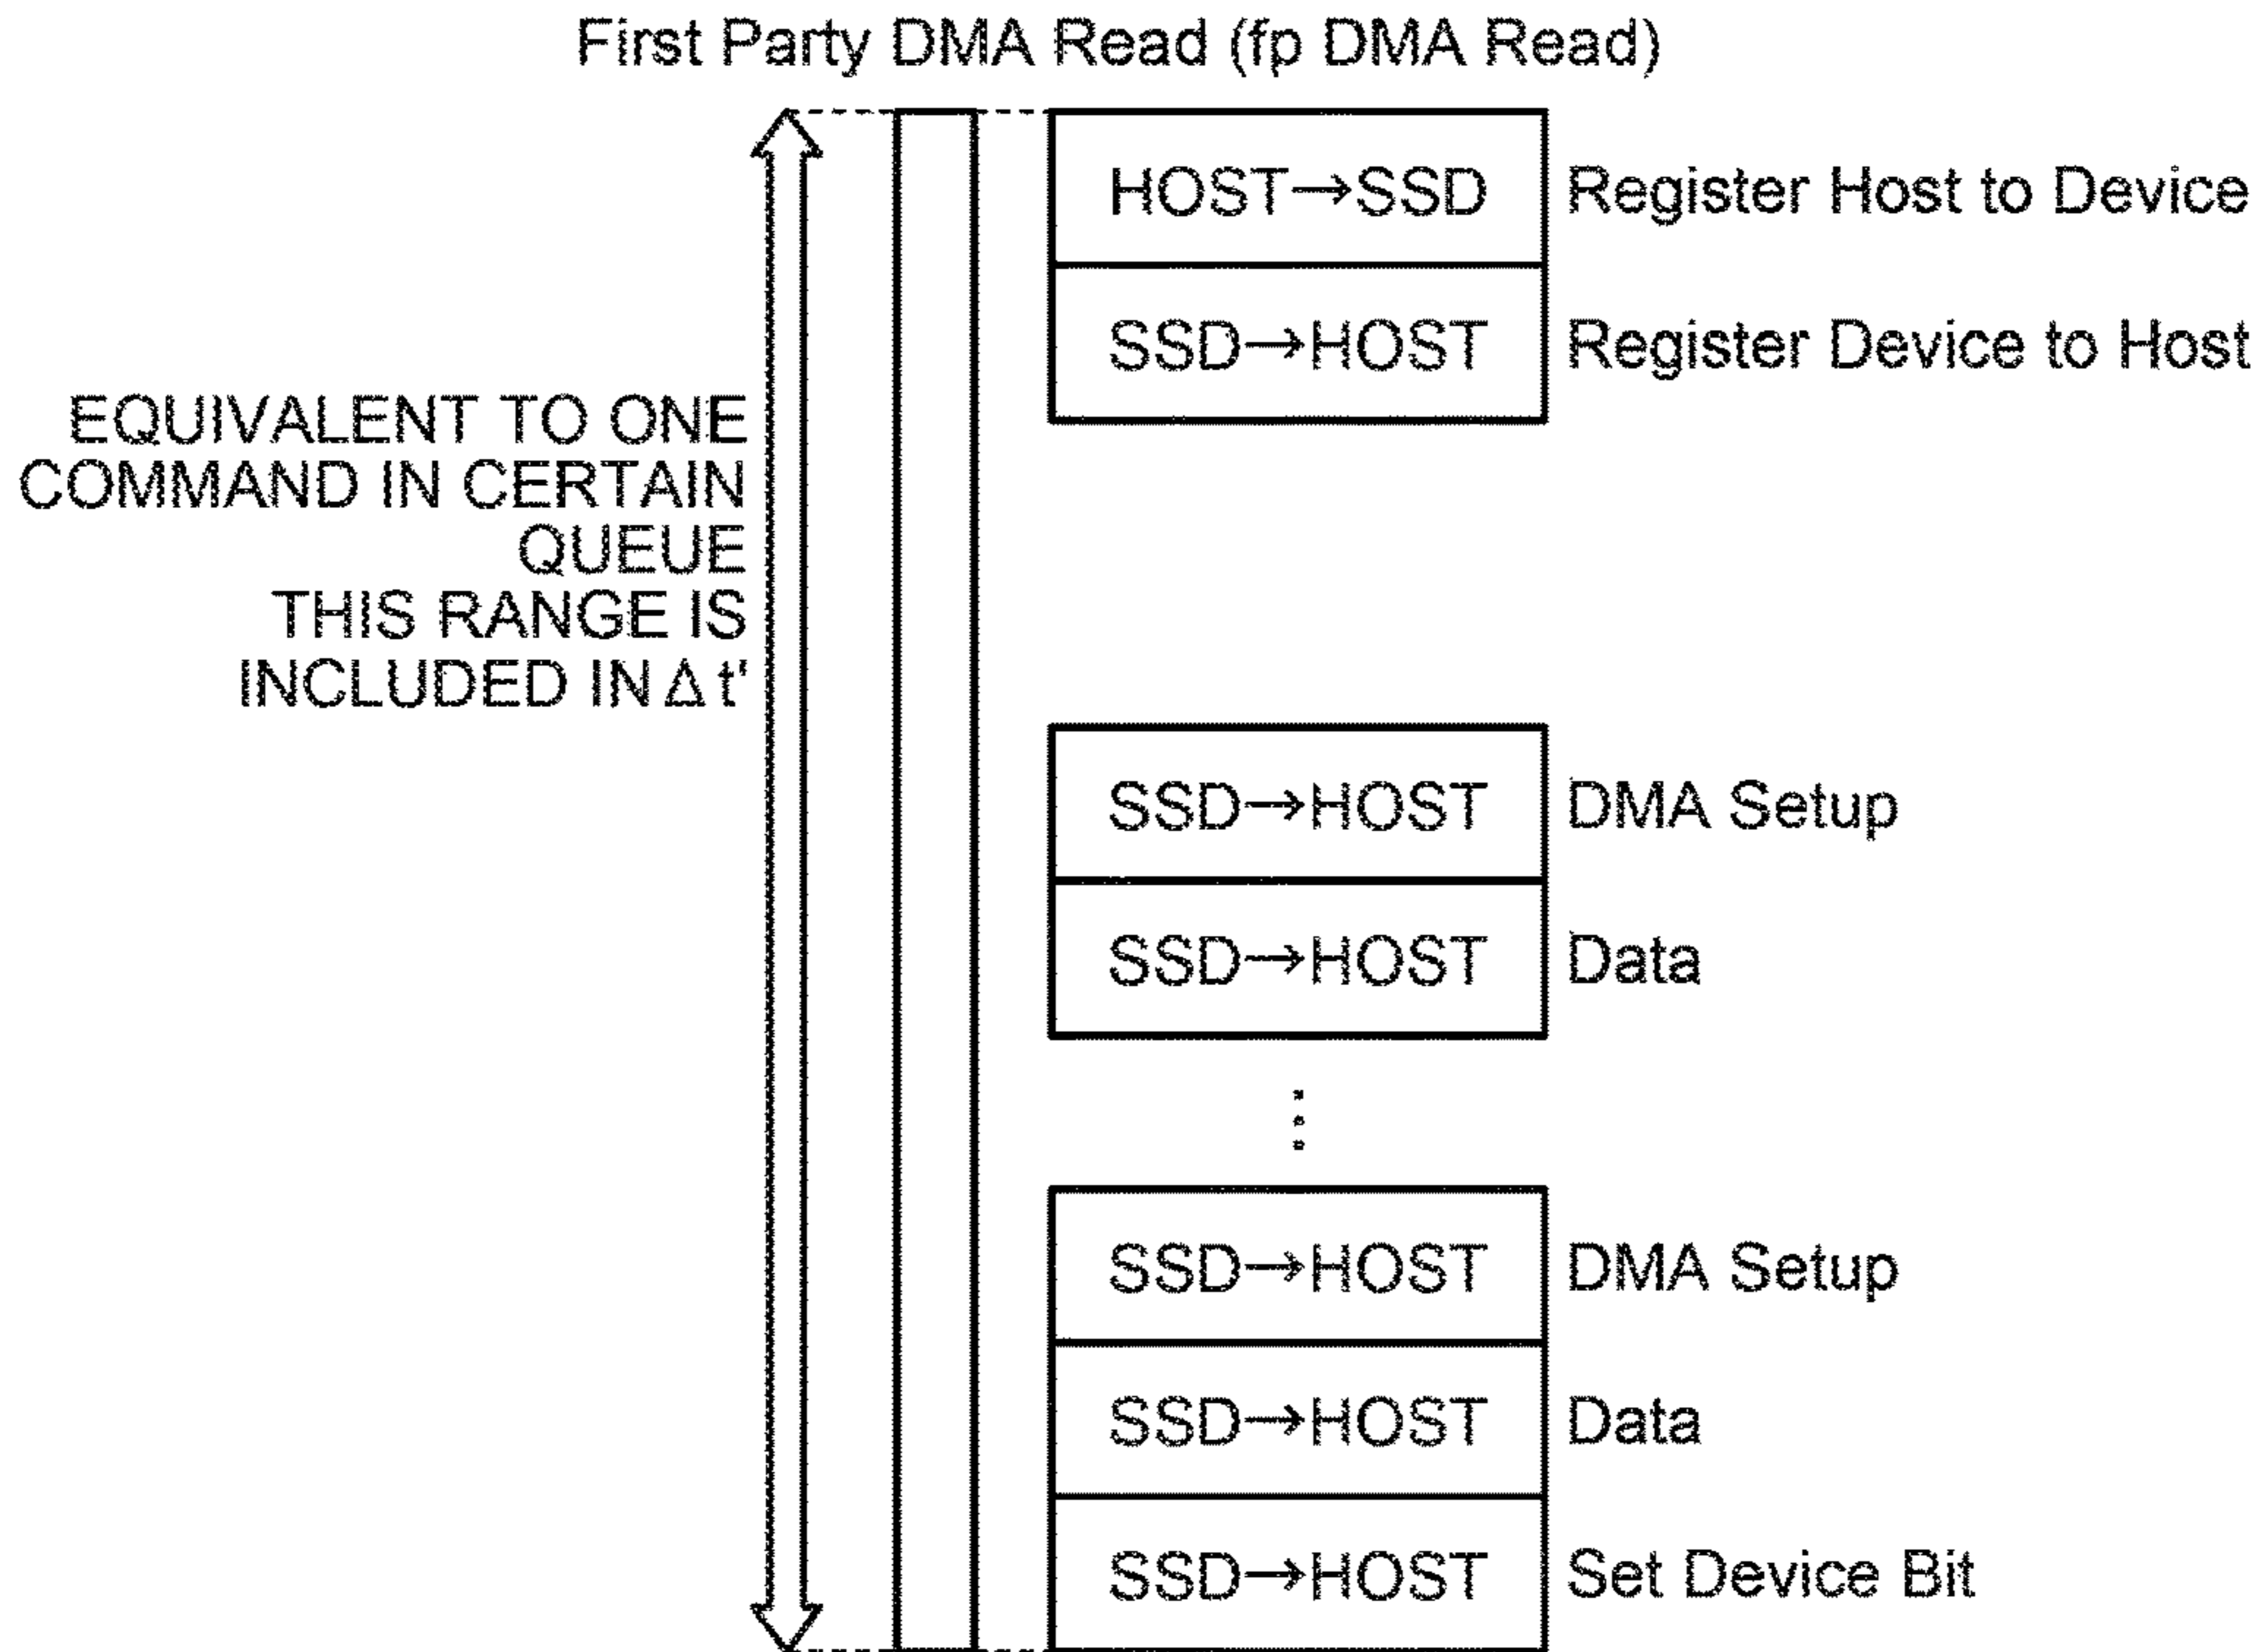 First Party DMA Read (fp DMA Read)
HOST→SSD Register Host to Device
SSD→HOST Register Device to Host
EQUIVALENT TO ONE
COMMAND IN CERTAIN
QUEUE
THIS RANGE IS
INCLUDED IN Δt'
SSD→HOST DMA Setup
SSD→HOST Data
⋮
SSD→HOST DMA Setup
SSD→HOST Data
SSD→HOST Set Device Bit